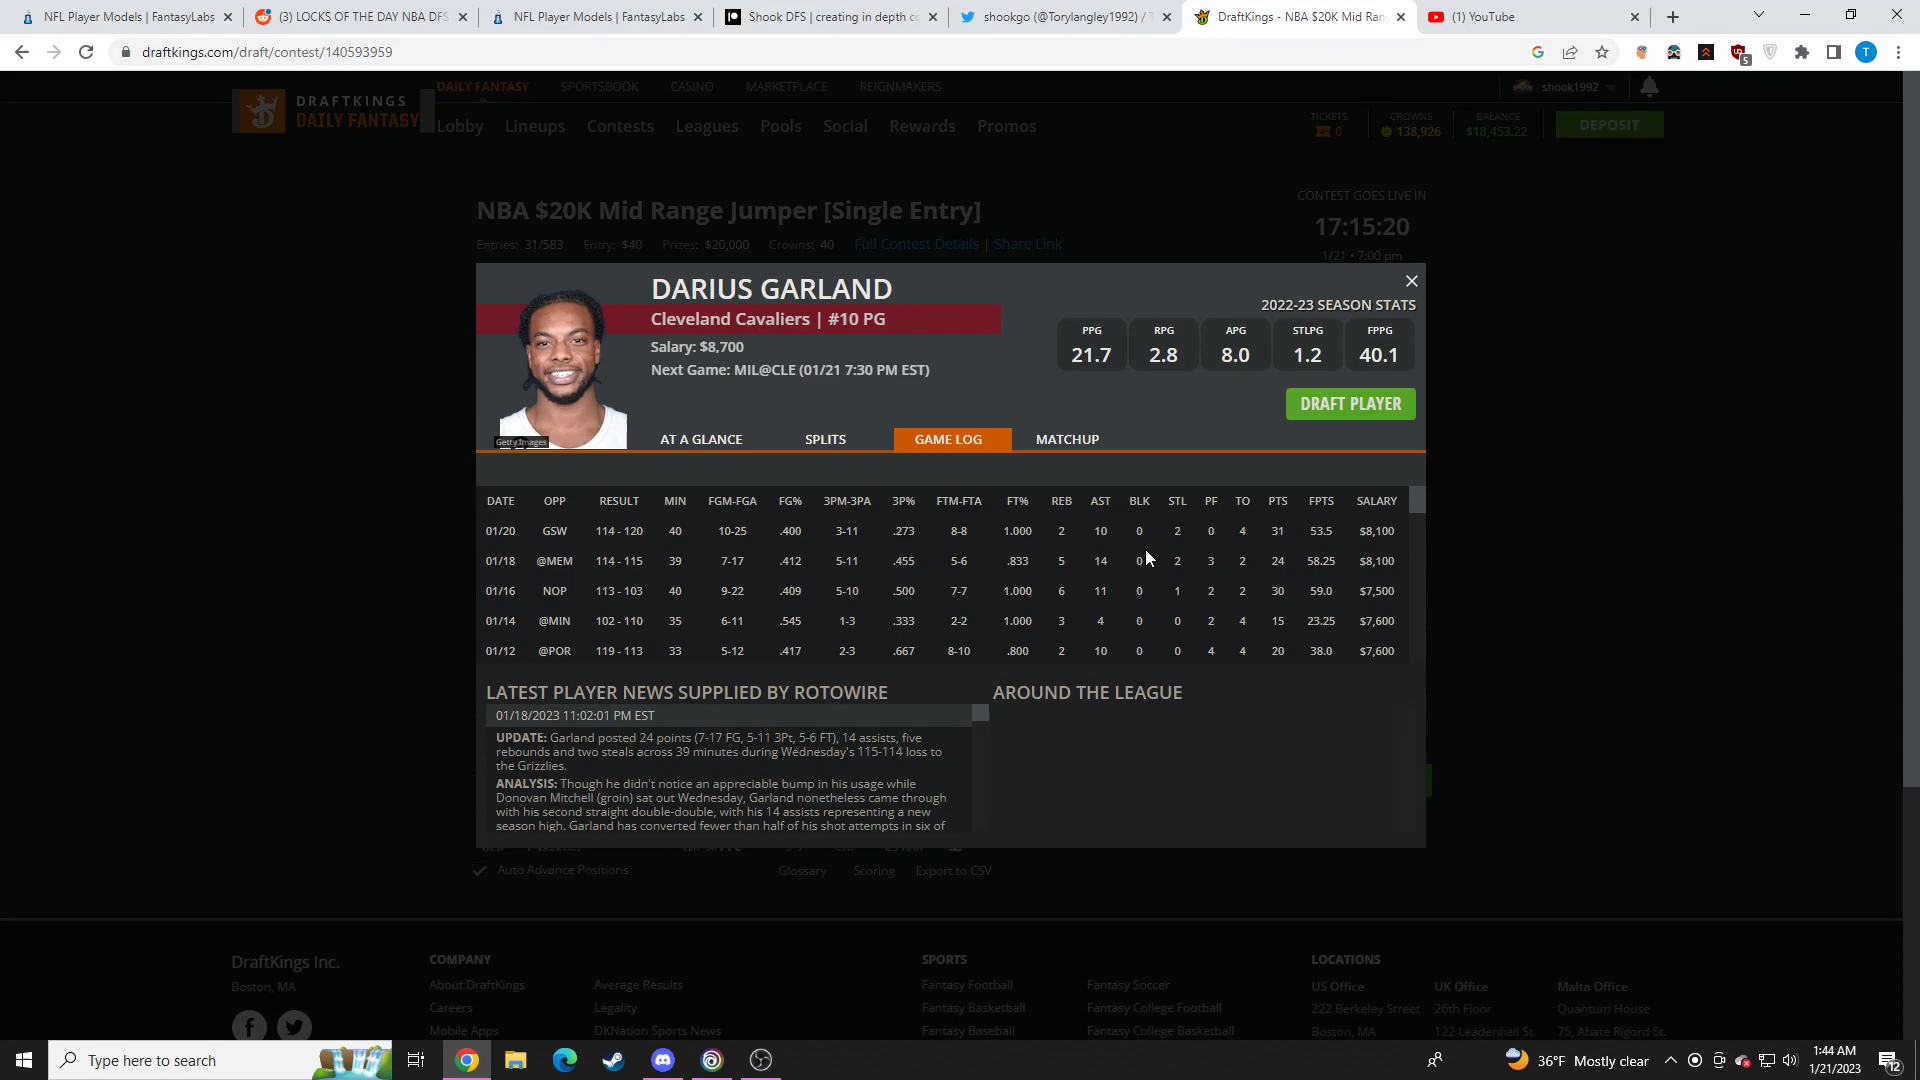 NFL Player Models | FantasyLabs
(3) LOCKS OF THE DAY NBA DFS
NFL Player Models | FantasyLabs
Shook DFS | creating in depth co
shookgo (@Torylangley1992) / T
DraftKings - NBA $20K Mid Ran
(1) YouTube
draftkings.com/draft/contest/140593959
5
T
DRAFTKINGS
DAILY FANTASY
DAILY FANTASY SPORTSBOOK CASINO MARKETPLACE REIGNMAKERS
shook1992
Lobby Lineups Contests Leagues Pools Social Rewards Promos
TICKETS
0
CROWNS
138,926
BALANCE
$18,453.22
DEPOSIT
NBA $20K Mid Range Jumper [Single Entry]
Entries: 31/583 Entry: $40 Prizes: $20,000 Crowns: 40 Full Contest Details | Share Link
CONTEST GOES LIVE IN
17:15:20
1/21 • 7:00 pm
DARIUS GARLAND
Cleveland Cavaliers | #10 PG
Salary: $8,700
Next Game: MIL@CLE (01/21 7:30 PM EST)
Getty Images
2022-23 SEASON STATS
PPG RPG APG STLPG FPPG
21.7 2.8 8.0 1.2 40.1
DRAFT PLAYER
AT A GLANCE SPLITS GAME LOG MATCHUP
DATE OPP RESULT MIN FGM-FGA FG% 3PM-3PA 3P% FTM-FTA FT% REB AST BLK STL PF TO PTS FPTS SALARY
01/20 GSW 114 - 120 40 10-25 .400 3-11 .273 8-8 1.000 2 10 0 2 0 4 31 53.5 $8,100
01/18 @MEM 114 - 115 39 7-17 .412 5-11 .455 5-6 .833 5 14 0 2 3 2 24 58.25 $8,100
01/16 NOP 113 - 103 40 9-22 .409 5-10 .500 7-7 1.000 6 11 0 1 2 2 30 59.0 $7,500
01/14 @MIN 102 - 110 35 6-11 .545 1-3 .333 2-2 1.000 3 4 0 0 2 4 15 23.25 $7,600
01/12 @POR 119 - 113 33 5-12 .417 2-3 .667 8-10 .800 2 10 0 0 4 4 20 38.0 $7,600
LATEST PLAYER NEWS SUPPLIED BY ROTOWIRE
AROUND THE LEAGUE
01/18/2023 11:02:01 PM EST
UPDATE: Garland posted 24 points (7-17 FG, 5-11 3Pt, 5-6 FT), 14 assists, five
rebounds and two steals across 39 minutes during Wednesday's 115-114 loss to
the Grizzlies.
ANALYSIS: Though he didn't notice an appreciable bump in his usage while
Donovan Mitchell (groin) sat out Wednesday, Garland nonetheless came through
with his second straight double-double, with his 14 assists representing a new
season high. Garland has converted fewer than half of his shot attempts in six of
Auto Advance Positions
Glossary Scoring Export to CSV
DraftKings Inc.
Boston, MA
COMPANY
About DraftKings Average Results
Careers Legality
Mobile Apps DKNation Sports News
SPORTS
Fantasy Football Fantasy Soccer
Fantasy Basketball Fantasy College Football
Fantasy Baseball Fantasy College Basketball
LOCATIONS
US Office UK Office Malta Office
222 Berkeley Street 26th Floor Quantum House
Boston, MA 122 Leadenhall St 75, Abate Rigord St.
Type here to search
36°F Mostly clear
1:44 AM
1/21/2023
12